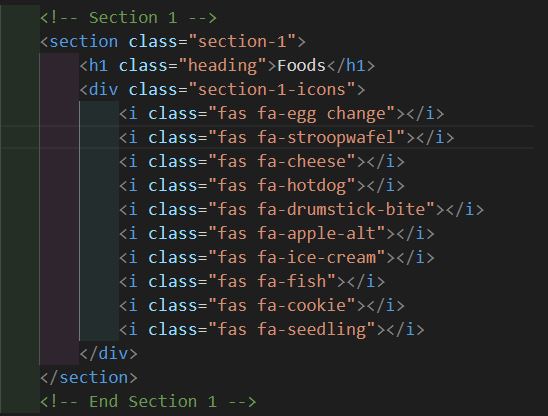 <!-- Section 1 -->
<section class="section-1">
<h1 class="heading">Foods</h1>
<div class="section-1-icons">
<i class="fas fa-egg change"></i>
<i class="fas fa-stroopwafel"></i>
<i class="fas fa-cheese"></i>
<i class="fas fa-hotdog"></i>
<i class="fas fa-drumstick-bite"></i>
<i class="fas fa-apple-alt"></i>
<i class="fas fa-ice-cream"></i>
<i class="fas fa-fish"></i>
<i class="fas fa-cookie"></i>
<i class="fas fa-seedling"></i>
</div>
</section>
<!-- End Section 1 -->